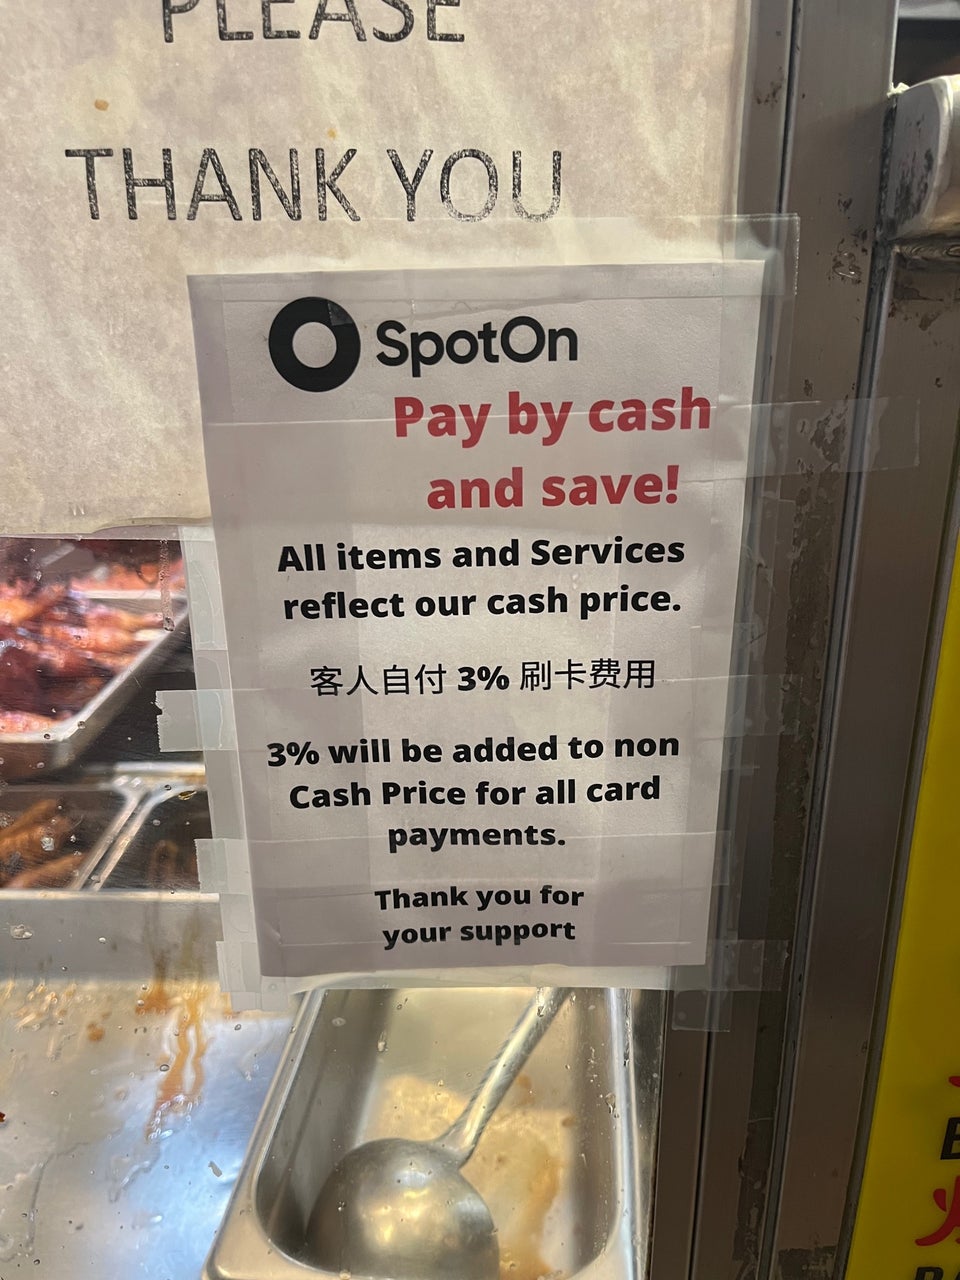 PLEASE
THANK YOU
SpotOn
Pay by cash
and save!
All items and Services
reflect our cash price.
客人自付 3% 刷卡费用
3% will be added to non
Cash Price for all card
payments.
Thank you for
your support